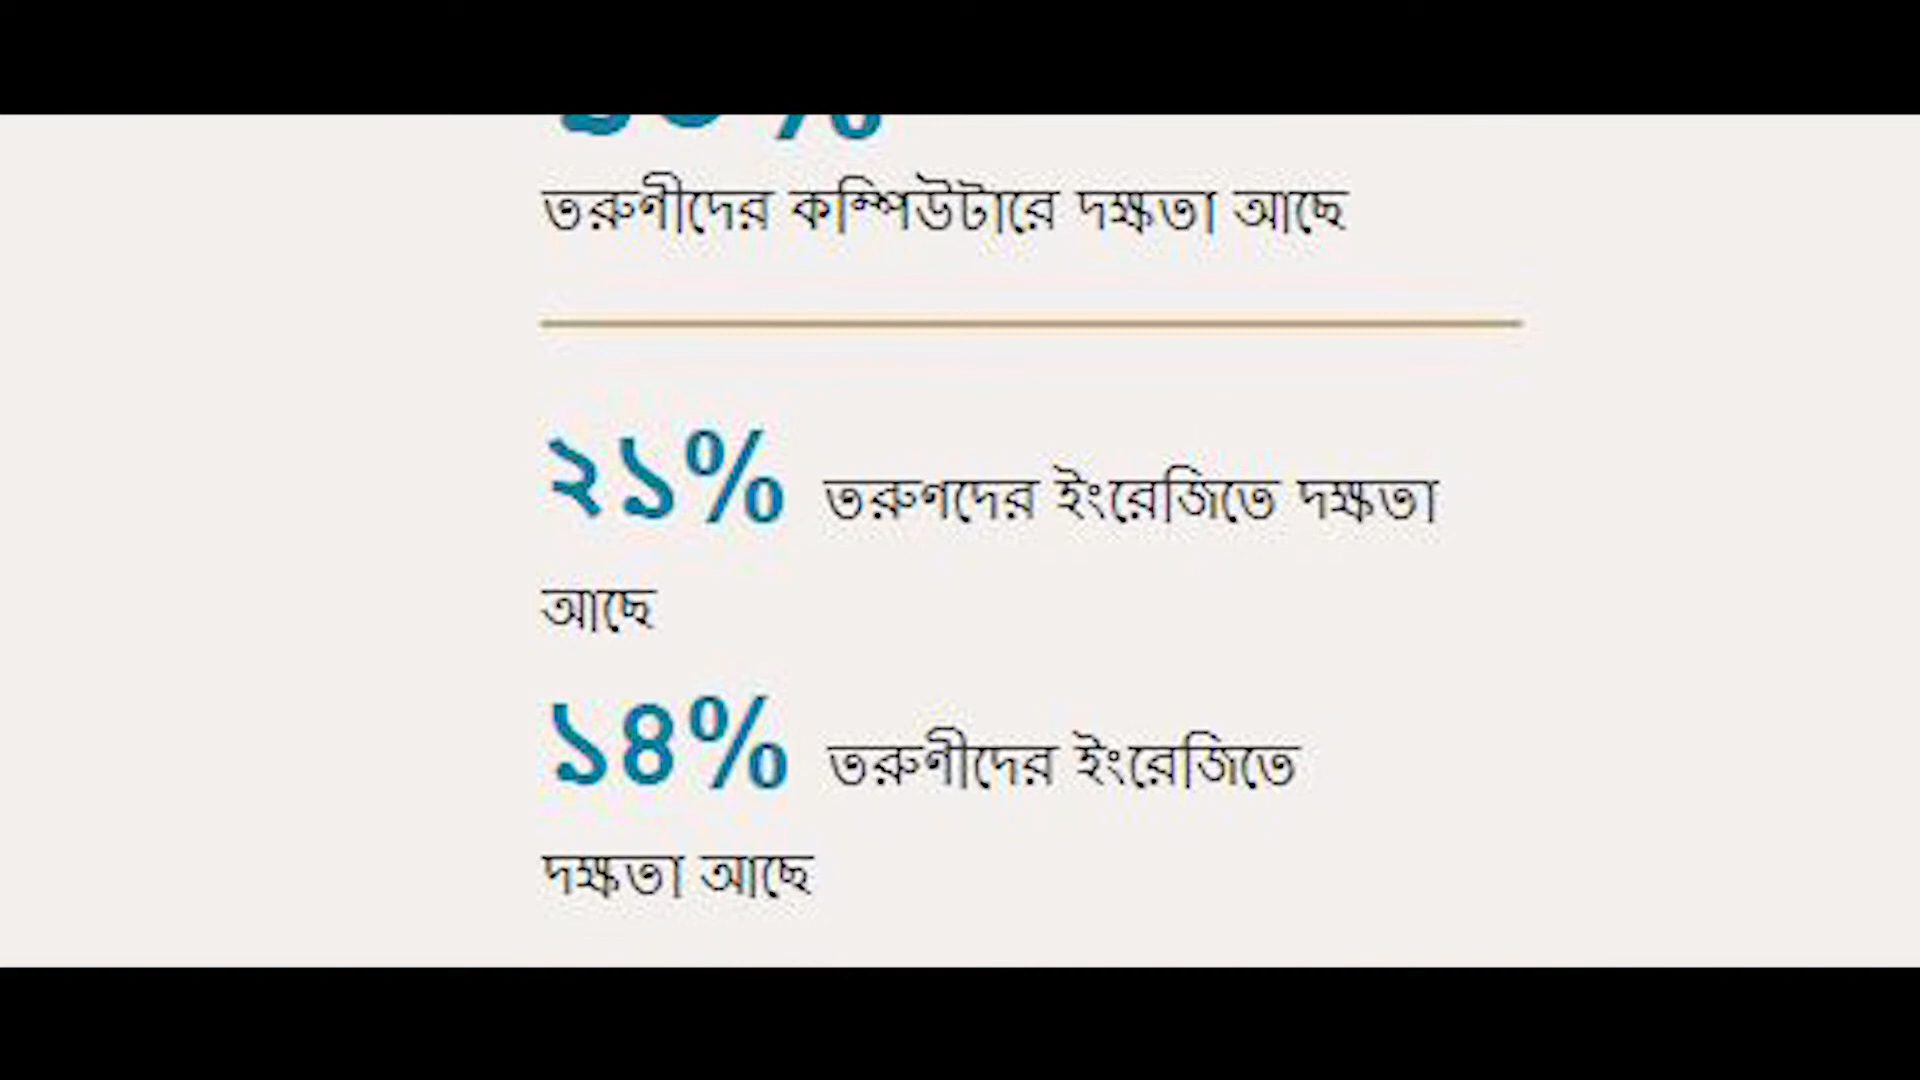 তরুণীদের কম্পিউটারে দক্ষতা আছে
২১% তরুণদের ইংরেজিতে দক্ষতা
আছে
১৪% তরুণীদের ইংরেজিতে
দক্ষতা আছে